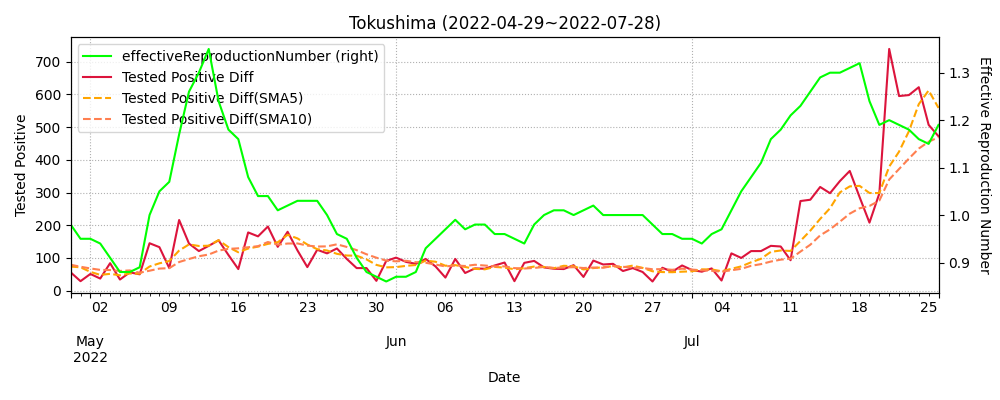 Tokushima (2022-04-29~2022-07-28)
effectiveReproductionNumber (right)
Tested Positive Diff
Tested Positive Diff(SMA5)
Tested Positive Diff(SMA10)
Tested Positive
700
600
500
400
300
200
100
0
1.3
1.2
1.1
1.0
0.9
Effective Reproduction Number
02 09 16 23 30 06 13 20 27 04 11 18 25
May Jun Jul
2022
Date